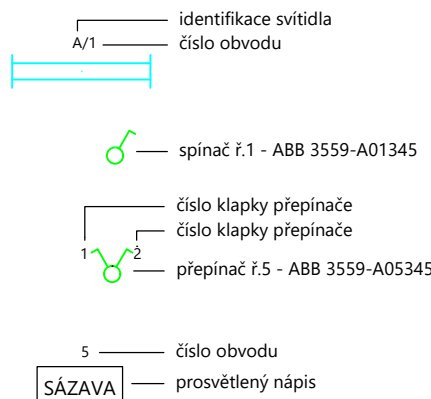 identifikace svítidla
A/1 číslo obvodu
spínač ř.1 - ABB 3559-A01345
číslo klapky přepínače
číslo klapky přepínače
1 2
přepínač ř.5 - ABB 3559-A05345
5 číslo obvodu
SÁZAVA prosvětlený nápis